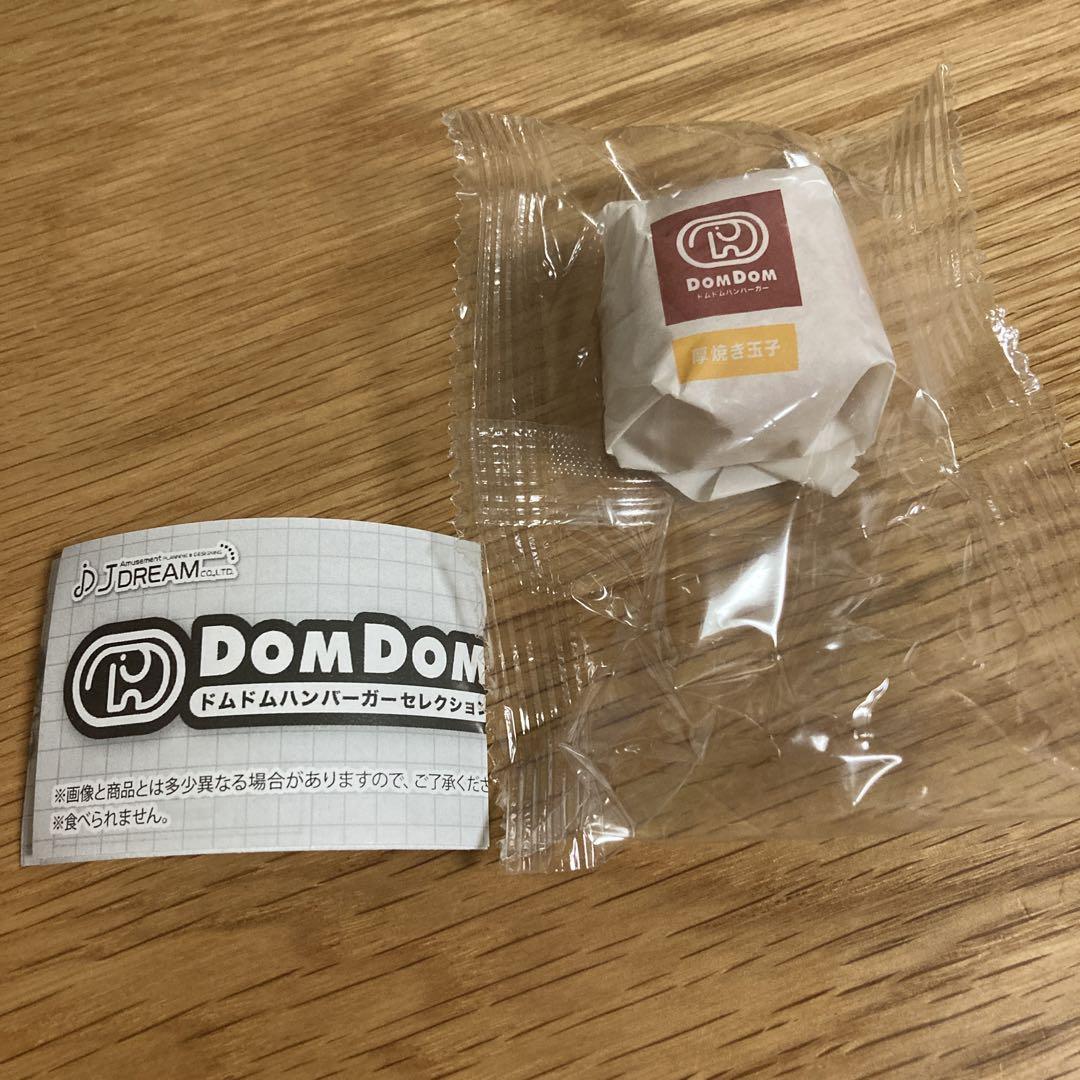 DOMDOM
ドムドムハンバーガー
厚焼き玉子
Amusement PLANNING & DESIGNING
J DREAM CO.,LTD.
DOMDOM
ドムドムハンバーガーセレクション
※画像と商品とは多少異なる場合がありますので、ご了承くださ
※食べられません。